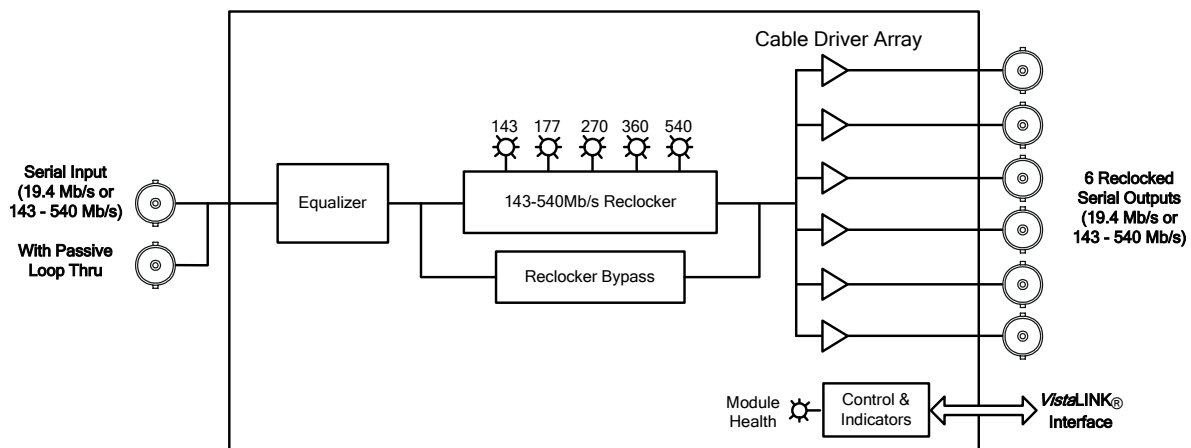 Cable Driver Array
143 177 270 360 540
Serial Input
(19.4 Mb/s or
143 - 540 Mb/s)
With Passive
Loop Thru
Equalizer
143-540Mb/s Reclocker
Reclocker Bypass
6 Reclocked
Serial Outputs
(19.4 Mb/s or
143 - 540 Mb/s)
Module
Health
Control &
Indicators
VistaLINK®
Interface